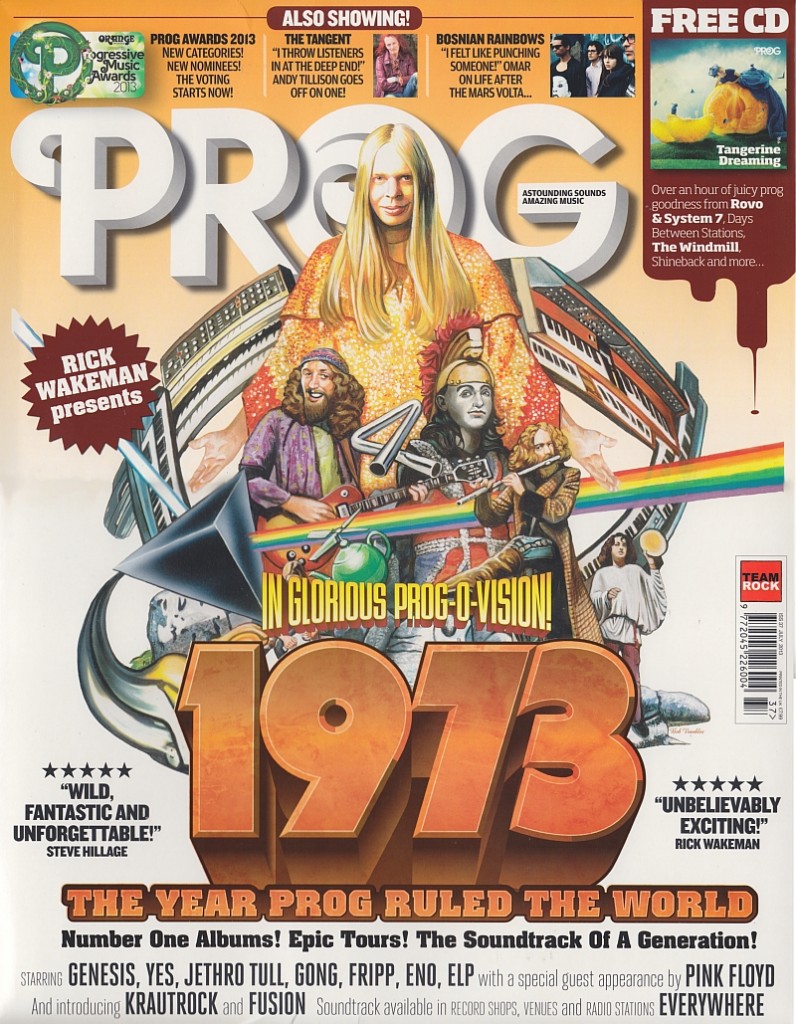 ALSO SHOWING!
ORANGE
Progressive
Music
Awards
2013
PROG AWARDS 2013
NEW CATEGORIES!
NEW NOMINEES!
THE VOTING
STARTS NOW!
THE TANGENT
"I THROW LISTENERS
IN AT THE DEEP END!"
ANDY TILLISON GOES
OFF ON ONE!
BOSNIAN RAINBOWS
"I FELT LIKE PUNCHING
SOMEONE!" OMAR
ON LIFE AFTER
THE MARS VOLTA...
FREE CD
PROG
Tangerine
Dreaming
Over an hour of juicy prog
goodness from Rovo
& System 7, Days
Between Stations,
The Windmill,
Shineback and more...
PROG
ASTOUNDING SOUNDS
AMAZING MUSIC
RICK
WAKEMAN
presents
IN GLORIOUS PROG-O-VISION!
TEAM
ROCK
9 772045 226004
37>
1973
★★★★★
"WILD,
FANTASTIC AND
UNFORGETTABLE!"
STEVE HILLAGE
★★★★★
"UNBELIEVABLY
EXCITING!"
RICK WAKEMAN
THE YEAR PROG RULED THE WORLD
Number One Albums! Epic Tours! The Soundtrack Of A Generation!
STARRING GENESIS, YES, JETHRO TULL, GONG, FRIPP, ENO, ELP with a special guest appearance by PINK FLOYD
And introducing KRAUTROCK and FUSION Soundtrack available in RECORD SHOPS, VENUES and RADIO STATIONS EVERYWHERE